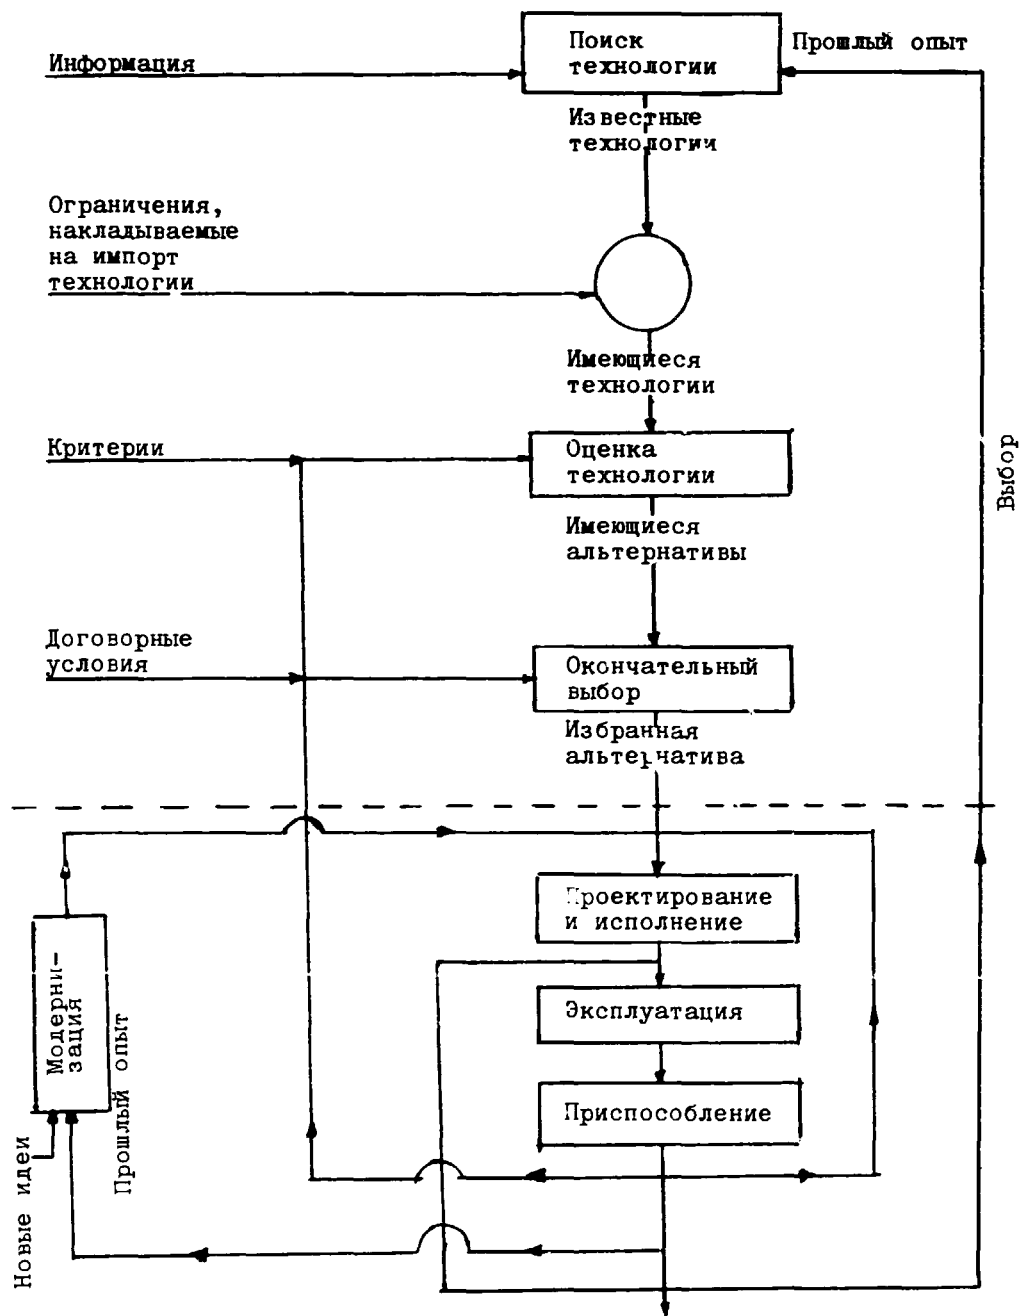 Поиск
технологии
Прошлый опыт
Информация
Известные
технологии
Ограничения,
накладываемые
на импорт
технологии
Имеющиеся
технологии
Критерии
Оценка
технологии
Выбор
Имеющиеся
альтернативы
Договорные
условия
Окончательный
выбор
Избранная
альтернатива
Проектирование
и исполнение
Модерни-
зация
Прошлый опыт
Эксплуатация
Приспособление
Новые идеи